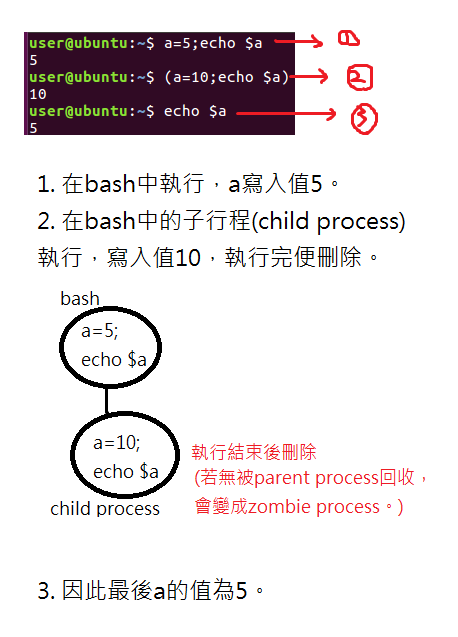 user@ubuntu:~$ a=5;echo $a
1.
5
user@ubuntu:~$ (a=10;echo $a)
2.
10
user@ubuntu:~$ echo $a
3
5
1. 在bash中執行，a寫入值5。
2. 在bash中的子行程(child process)
執行，寫入值10，執行完便刪除。
bash
a=5;
echo $a
a=10;
echo $a
child process
執行結束後刪除
(若無被parent process回收，
會變成zombie process。)
3. 因此最後a的值為5。